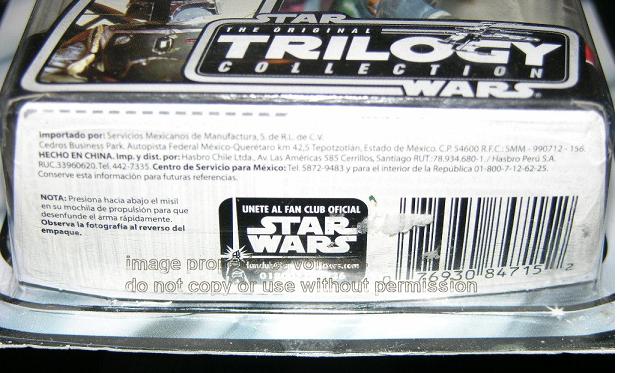 STAR
THE ORIGINAL
TRILOGY
COLLECTION
WARS
Importado por: Servicios Mexicanos de Manufactura, S. de R.L. de C.V.
Cedros Business Park. Autopista Federal México-Querétaro km 42,5 Tepotzotlán, Estado de México. C.P. 54600 R.F.C.: SMM - 990712 - 156.
HECHO EN CHINA. Imp. y dist. por: Hasbro Chile Ltd., Av. Las Américas 585 Cerrillos, Santiago RUT: 78.934.680-1. / Hasbro Perú S.A.
RUC.33960620. Tel. 442-7335. Centro de Servicio para México: Tel. 5872-9483 y para el interior de la República 01-800-7-12-62-25.
Conserve esta información para futuras referencias.
NOTA: Presiona hacia abajo el misil
en su mochila de propulsión para que
desenfunde el arma rápidamente.
Observa la fotografía al reverso del
empaque.
UNETE AL FAN CLUB OFICIAL
STAR
WARS
76930 84715 2
do not copy or use without permission